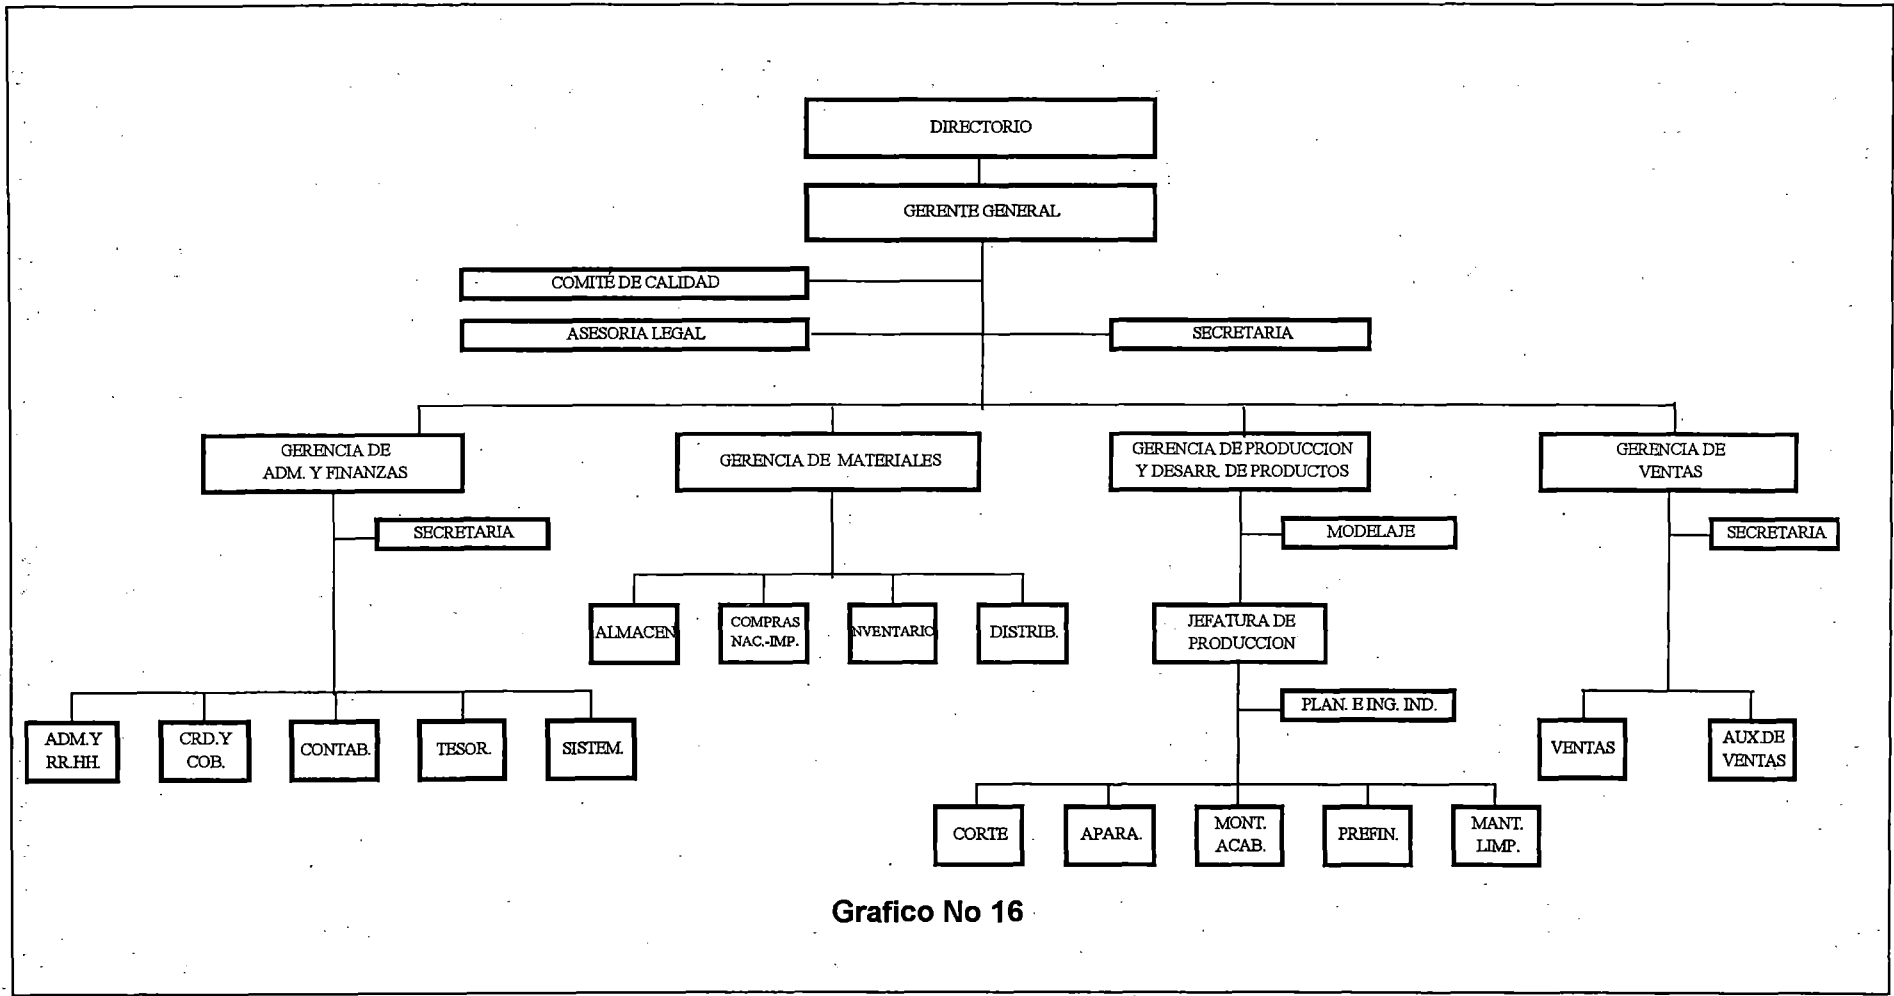 DIRECTORIO
GERENTE GENERAL
COMITÉ DE CALIDAD
ASESORIA LEGAL
SECRETARIA
GERENCIA DE
ADM. Y FINANZAS
GERENCIA DE MATERIALES
GERENCIA DE PRODUCCION
Y DESARR. DE PRODUCTOS
GERENCIA DE
VENTAS
SECRETARIA
MODELAJE
SECRETARIA
ALMACEN
COMPRAS
NAC.-IMP.
NVENTARIO
DISTRIB.
JEFATURA DE
PRODUCCION
PLAN. E ING. IND.
ADM. Y
RR.HH.
CRD. Y
COB.
CONTAB.
TESOR.
SISTEM.
VENTAS
AUX.DE
VENTAS
CORTE
APARA.
MONT.
ACAB.
PREFIN.
MANT.
LIMP.
Grafico No 16